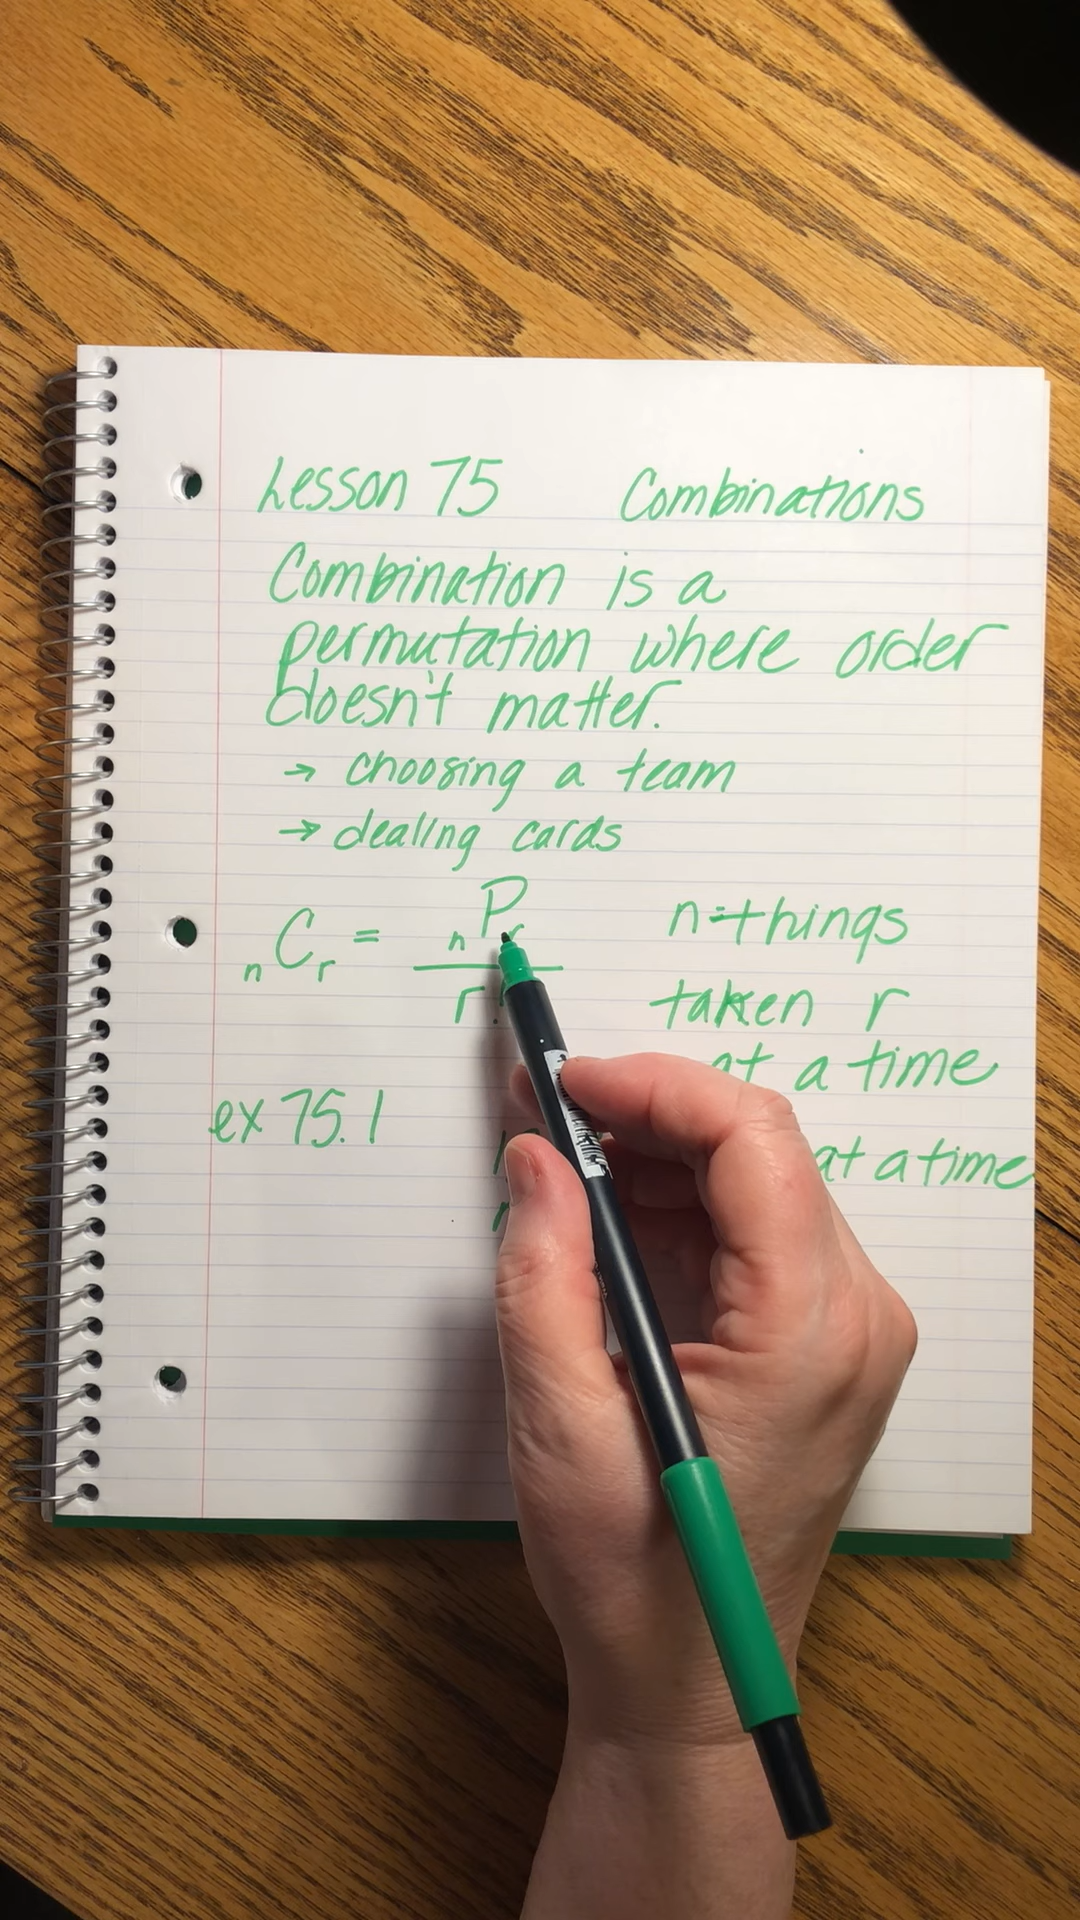 Lesson 75 Combinations
Combination is a
permutation where order
doesn't matter.
→ choosing a team
→ dealing cards
nCr = nPr n = things
r! taken r
at a time
ex 75.1
at a time